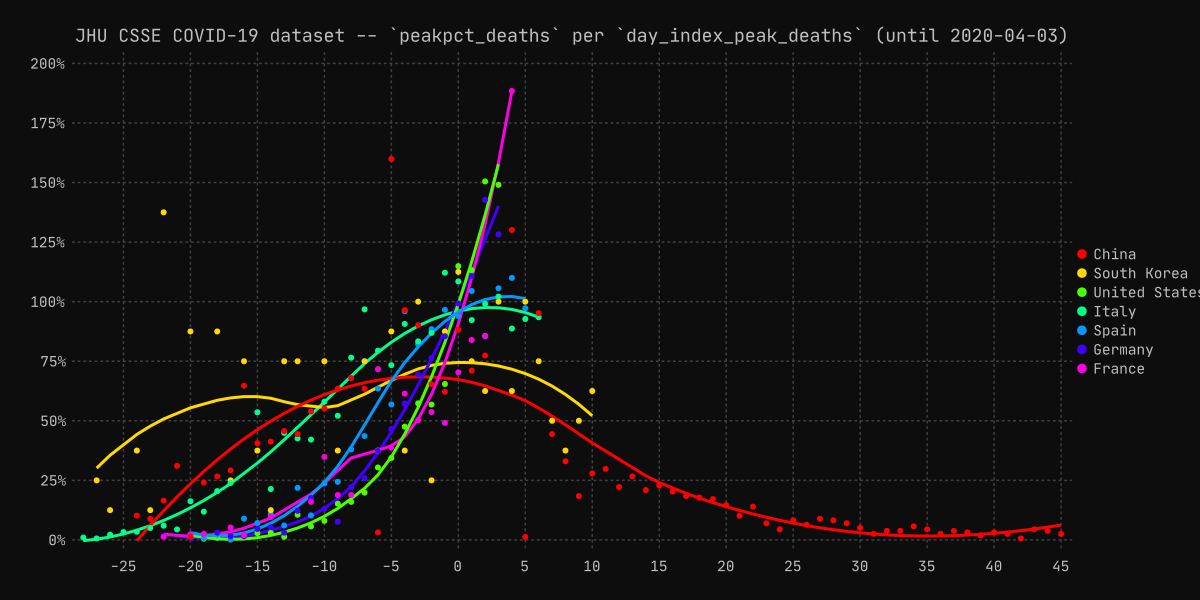 JHU CSSE COVID-19 dataset -- `peakpct_deaths` per `day_index_peak_deaths` (until 2020-04-03)
200%
175%
150%
125%
100%
75%
50%
25%
0%
-25 -20 -15 -10 -5 0 5 10 15 20 25 30 35 40 45
China
South Korea
United States
Italy
Spain
Germany
France